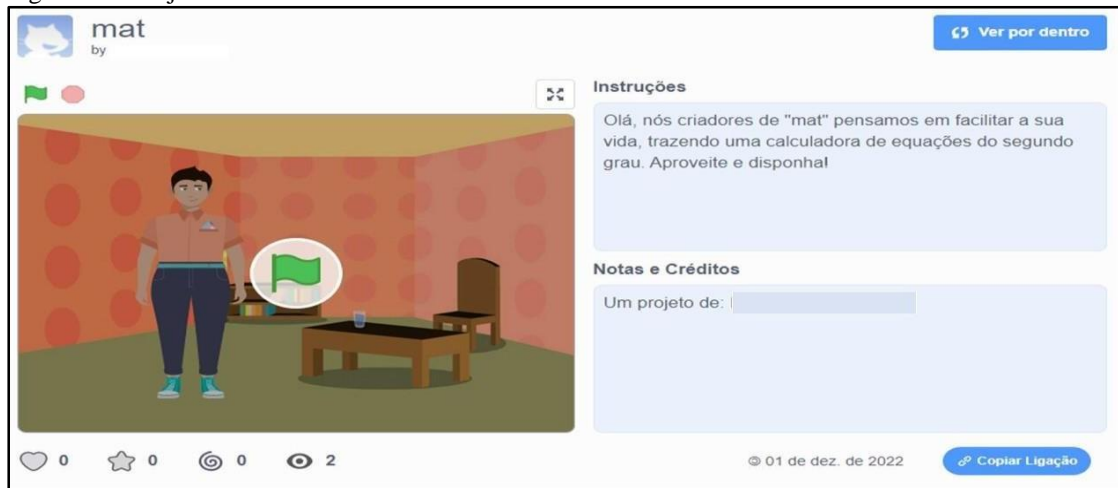 mat
by
Ver por dentro
Instruções
Olá, nós criadores de "mat" pensamos em facilitar a sua
vida, trazendo uma calculadora de equações do segundo
grau. Aproveite e disponha!
Notas e Créditos
Um projeto de:
0
0
0
2
© 01 de dez. de 2022
Copiar Ligação